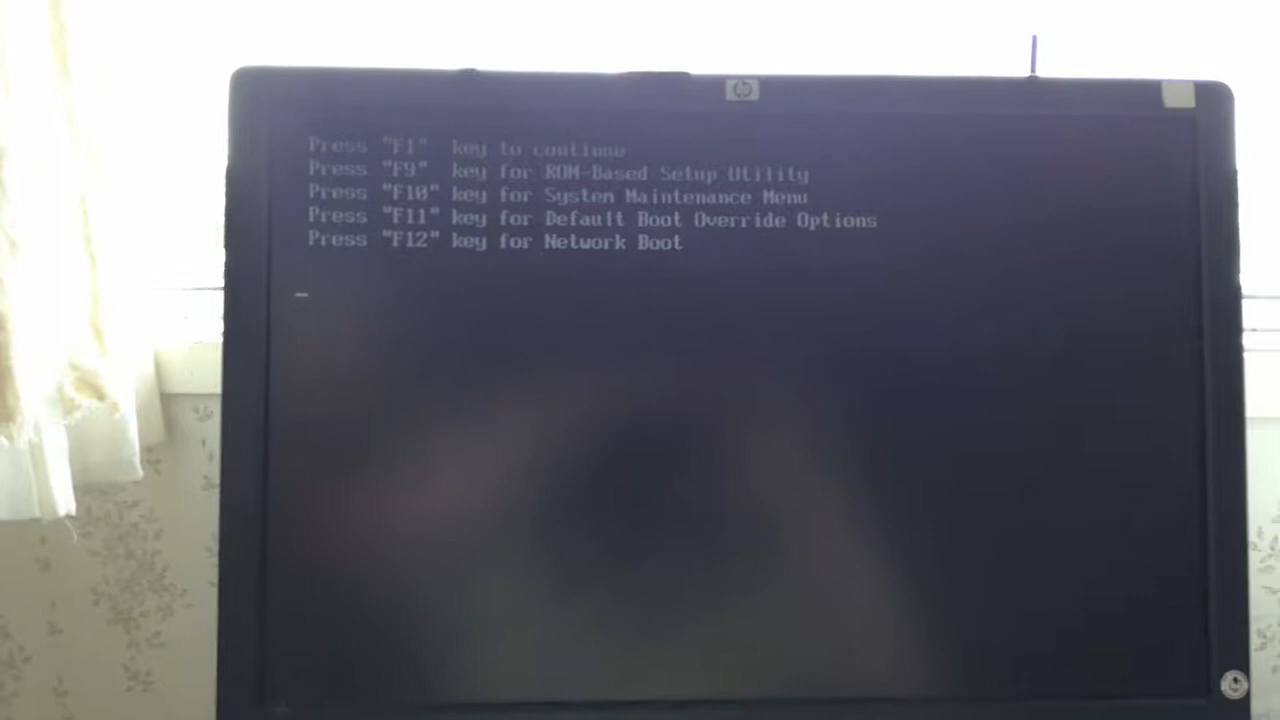 Press "F1" key to continue
Press "F9" key for ROM-Based Setup Utility
Press "F10" key for System Maintenance Menu
Press "F11" key for Default Boot Override Options
Press "F12" key for Network Boot
hp